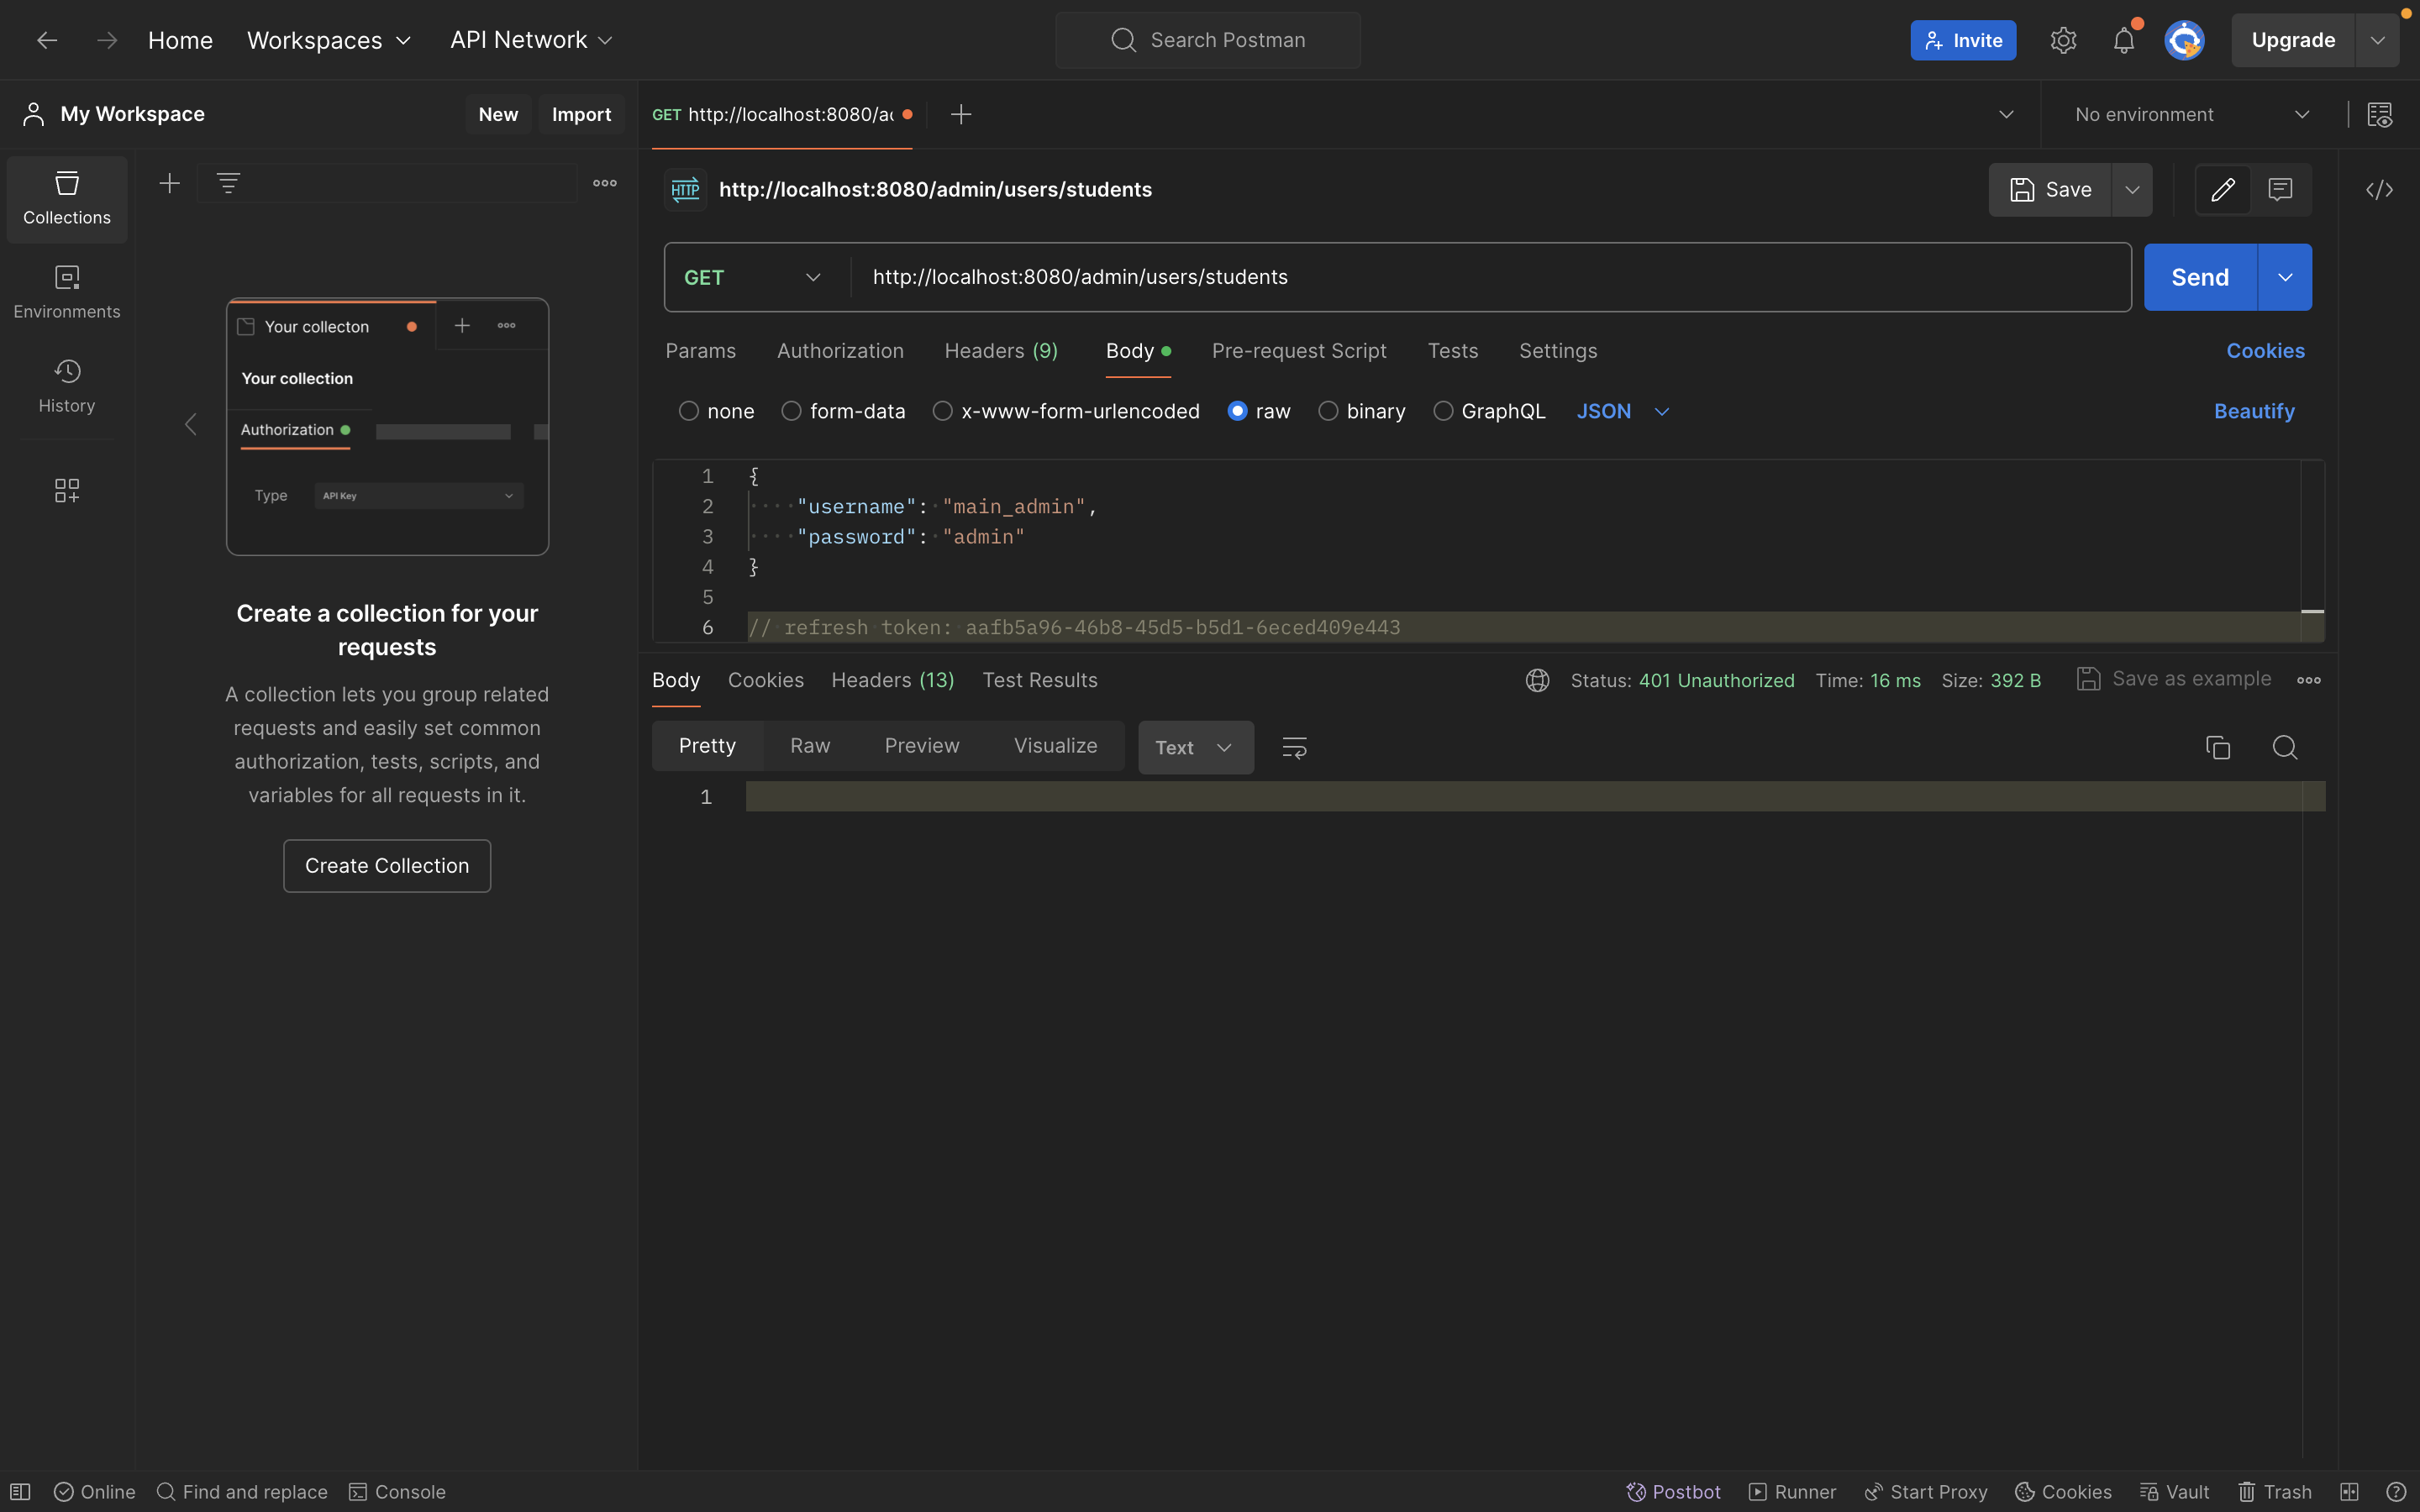 Home Workspaces API Network Search Postman Invite Upgrade
My Workspace New Import GET http://localhost:8080/ac No environment
Collections
Environments
History
Your collecton
Your collection
Authorization
Type API Key
Create a collection for your
requests
A collection lets you group related
requests and easily set common
authorization, tests, scripts, and
variables for all requests in it.
Create Collection
HTTP http://localhost:8080/admin/users/students Save
GET http://localhost:8080/admin/users/students Send
Params Authorization Headers (9) Body Pre-request Script Tests Settings Cookies
none form-data x-www-form-urlencoded raw binary GraphQL JSON Beautify
1 {
2 "username": "main_admin",
3 "password": "admin"
4 }
5
6 // refresh token: aafb5a96-46b8-45d5-b5d1-6eced409e443
Body Cookies Headers (13) Test Results Status: 401 Unauthorized Time: 16 ms Size: 392 B Save as example
Pretty Raw Preview Visualize Text
1
Online Find and replace Console Postbot Runner Start Proxy Cookies Vault Trash